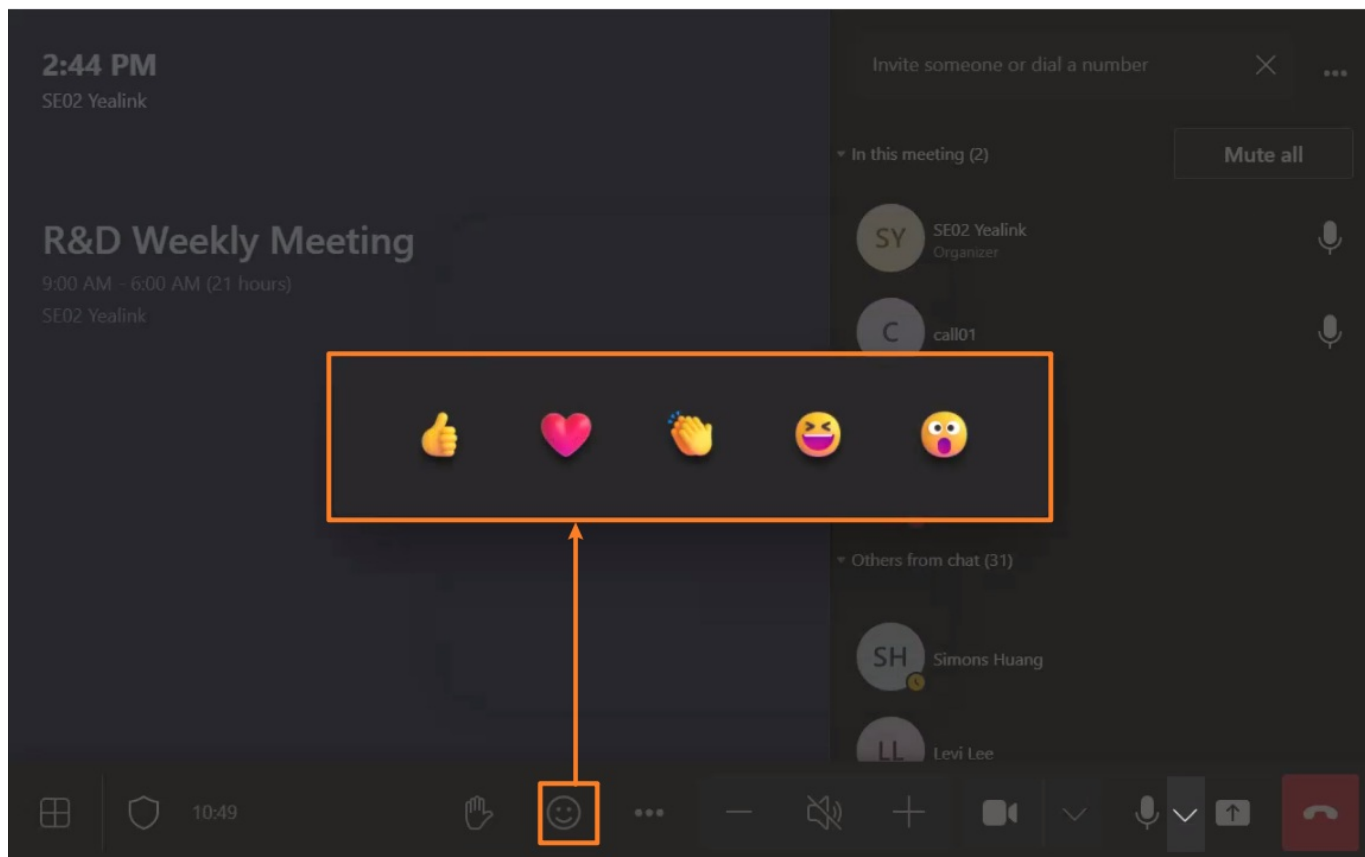 2:44 PM
SE02 Yealink
R&D Weekly Meeting
9:00 AM - 6:00 AM (21 hours)
SE02 Yealink
Invite someone or dial a number
In this meeting (2)
Mute all
SY
SE02 Yealink
Organizer
C
call01
Others from chat (31)
SH
Simons Huang
LL
Levi Lee
10:49